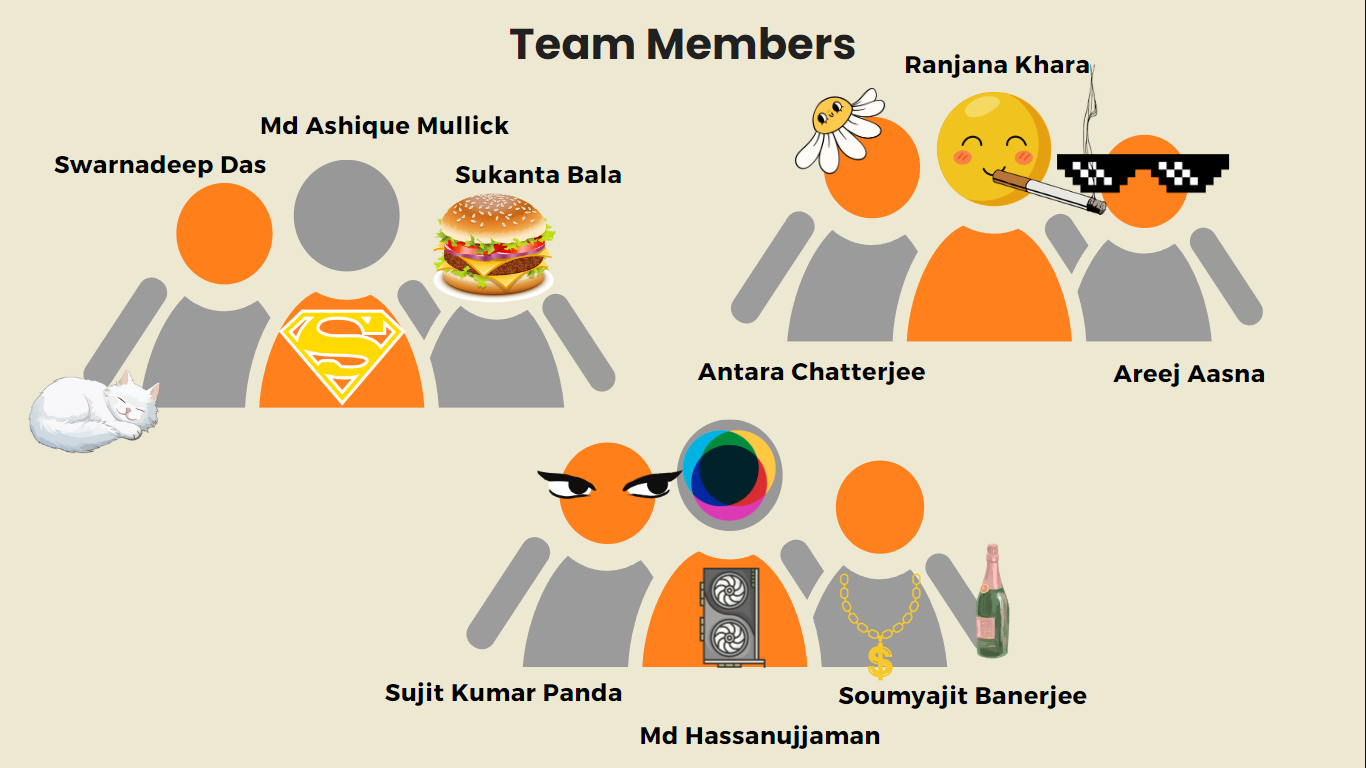 Team Members
Ranjana Khara
Md Ashique Mullick
Swarnadeep Das
Sukanta Bala
Antara Chatterjee
Areej Aasna
Sujit Kumar Panda
Soumyajit Banerjee
Md Hassanujjaman